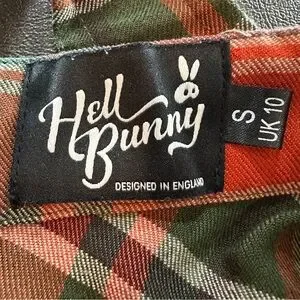 Hell
Bunny
DESIGNED IN ENGLAND
S
UK 10